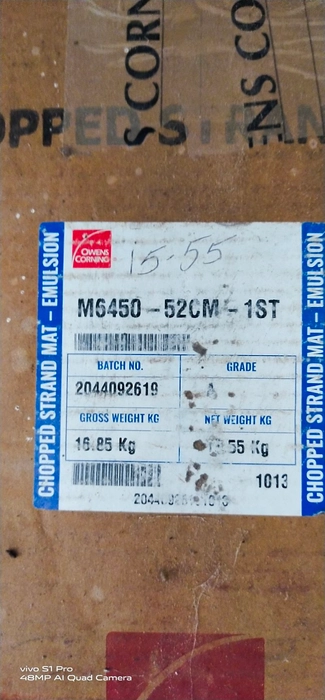 S CORN
ENS CO
OPPED STRAN
CHOPPED STRAND MAT - EMULSION
OWENS
CORNING
15-55
M6450-52CM-1ST
BATCH NO.
GRADE
2044092619
A
GROSS WEIGHT KG
NET WEIGHT KG
16.85 Kg
55 Kg
1013
CHOPPED STRAND MAT - EMULSION
vivo S1 Pro
48MP AI Quad Camera